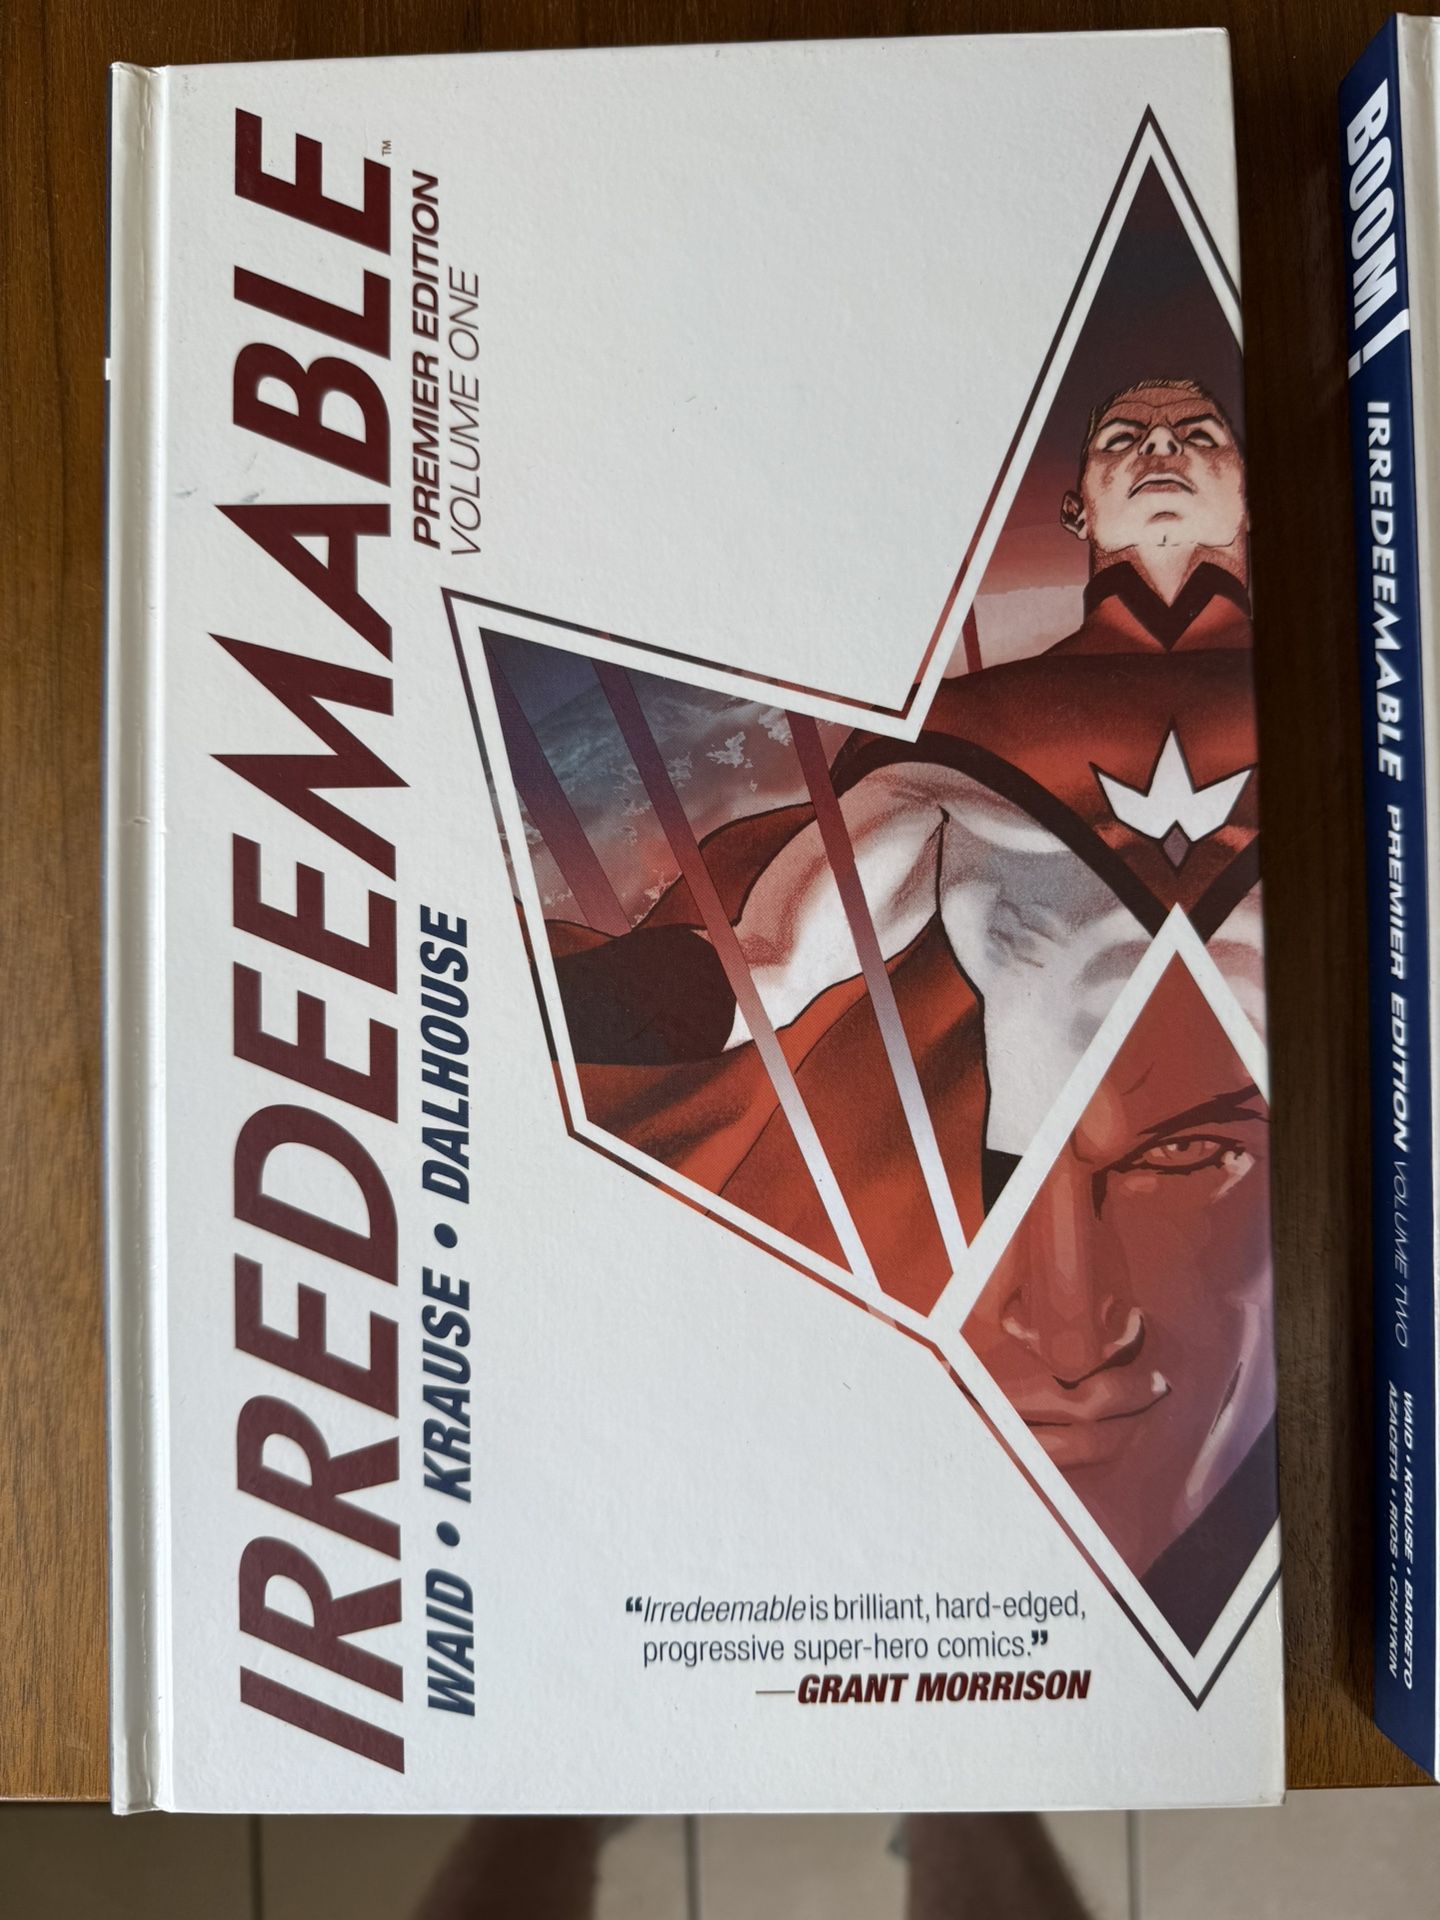 IRREDEEMABLE™
PREMIER EDITION
VOLUME ONE
WAID • KRAUSE • DALHOUSE
“Irredeemable is brilliant, hard-edged,
progressive super-hero comics.”
—GRANT MORRISON
BOOM! IRREDEEMABLE PREMIER EDITION VOLUME TWO
WAID • KRAUSE • BARRETO
AZACETA • RIOS • CHAYKIN